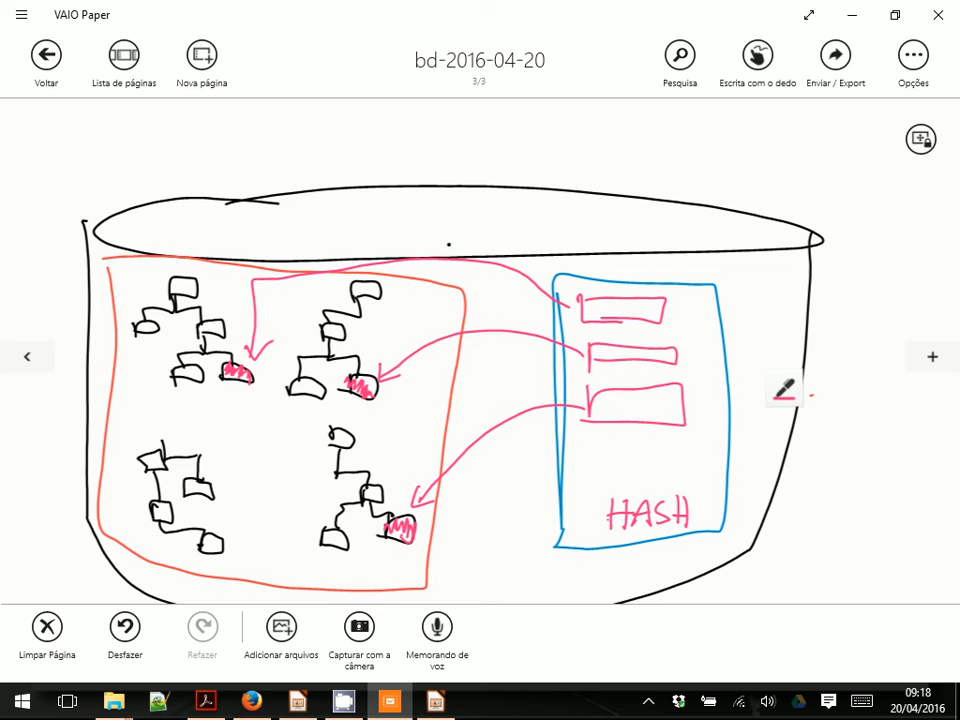 VAIO Paper
Voltar
Lista de páginas
Nova página
bd-2016-04-20
3/3
Pesquisa
Escrita com o dedo
Enviar / Export
Opções
HASH
Limpar Página
Desfazer
Refazer
Adicionar arquivos
Capturar com a
câmera
Memorando de
voz
09:18
20/04/2016